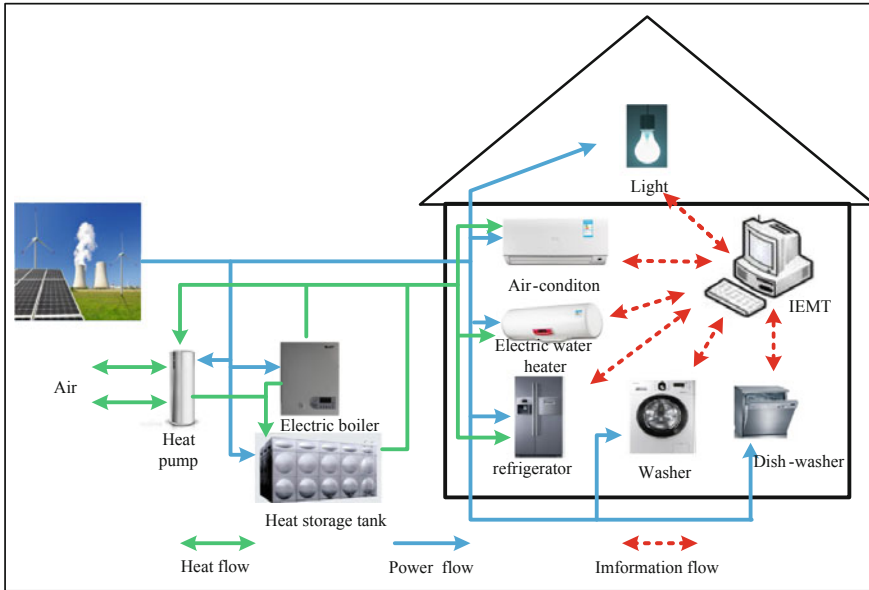 Light
Air-conditon
IEMT
Electric water
heater
Air
Electric boiler
Heat
pump
refrigerator
Washer
Dish-washer
Heat storage tank
Heat flow
Power flow
Imformation flow